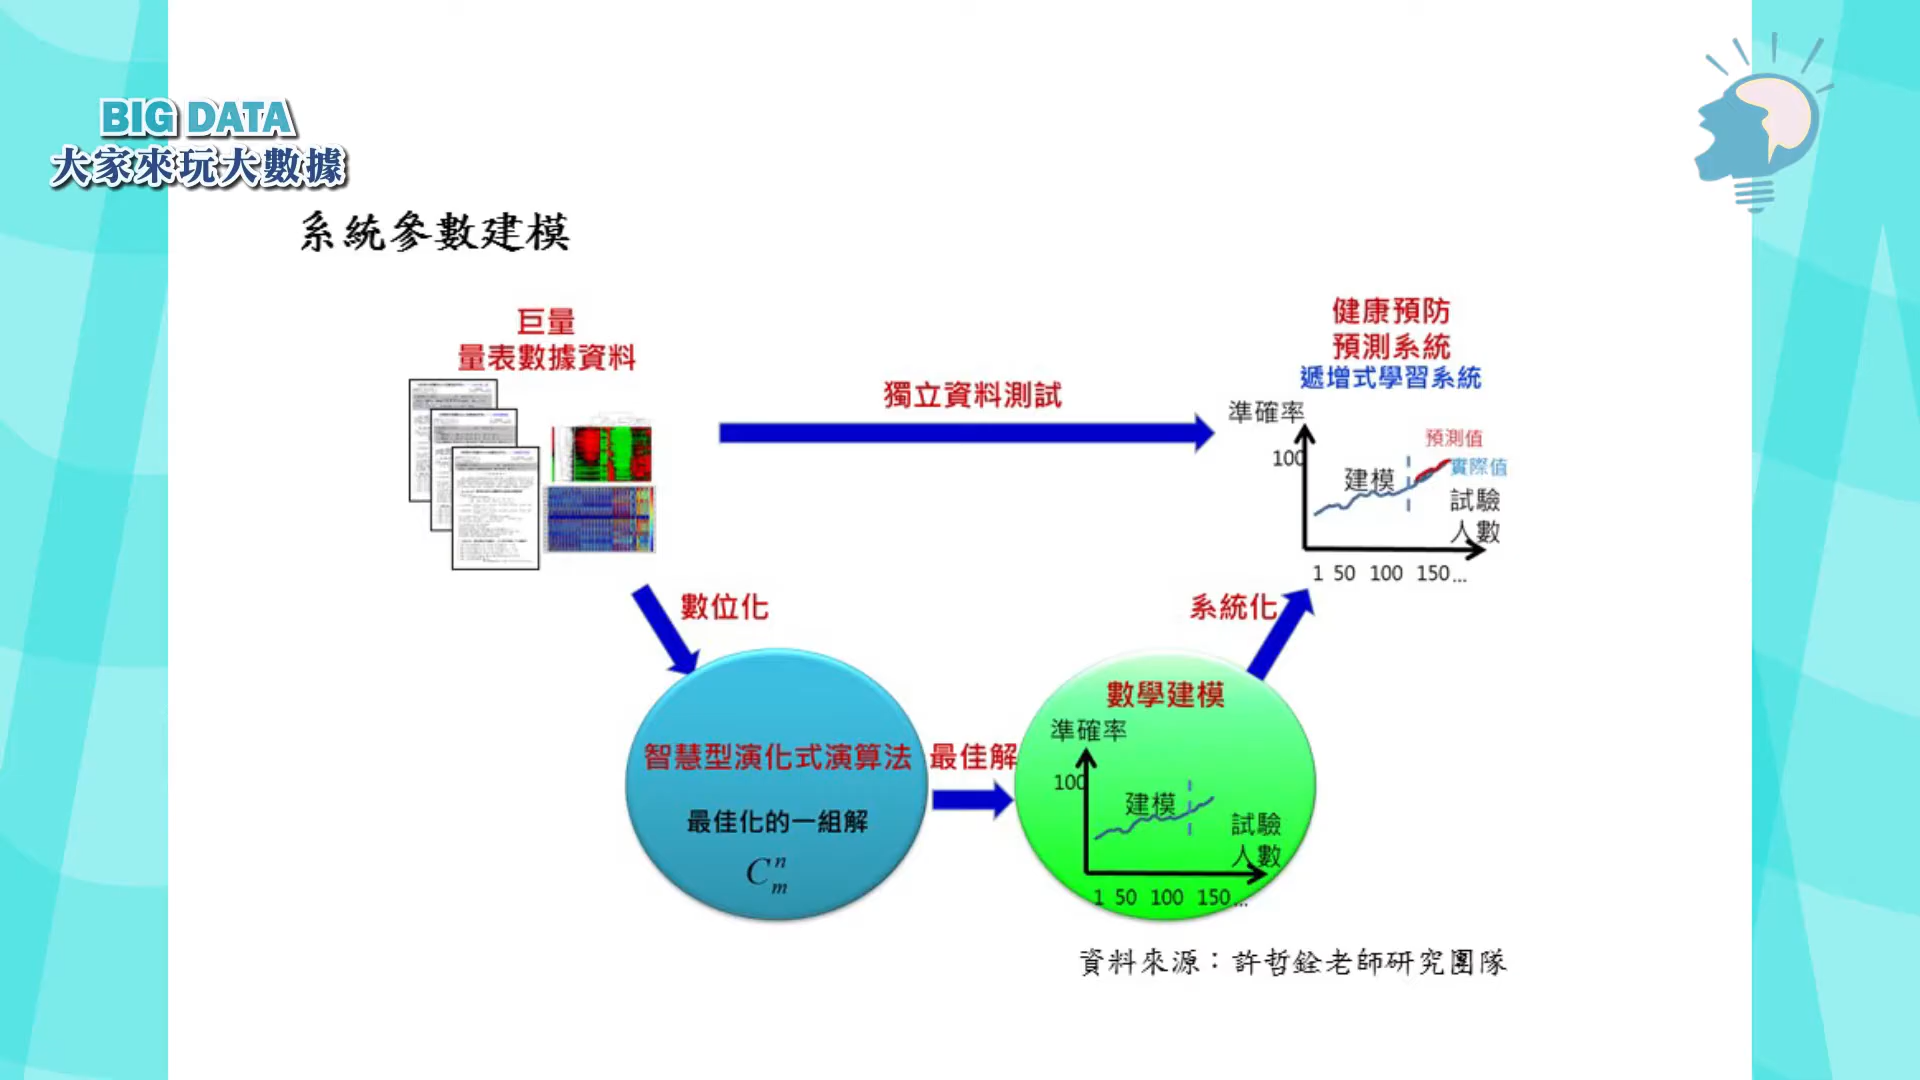 BIG DATA
大家來玩大數據
系統參數建模
巨量
量表數據資料
獨立資料測試
健康預防
預測系統
遞增式學習系統
準確率
100
建模
預測值
實際值
試驗
人數
1 50 100 150...
數位化
系統化
智慧型演化式演算法
最佳化的一組解
C n m
最佳解
數學建模
準確率
100
建模
試驗
人數
1 50 100 150...
資料來源：許哲銓老師研究團隊